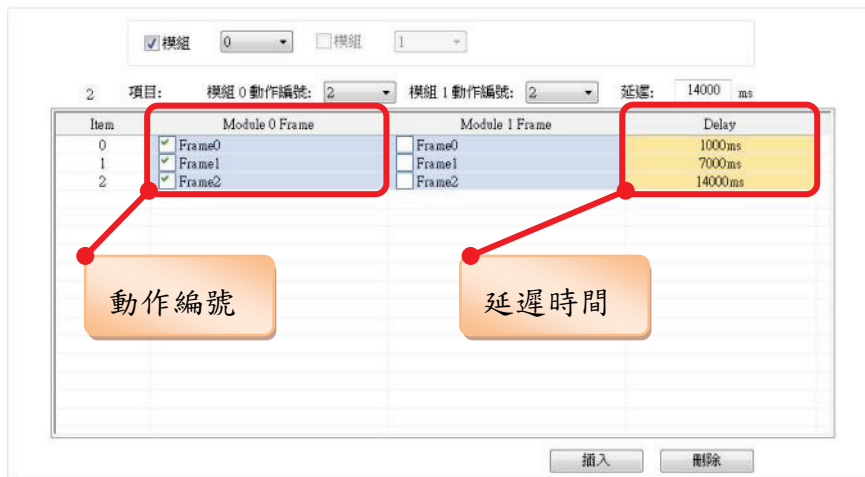 模組 0 模組 1
2 項目: 模組 0 動作編號: 2 模組 1 動作編號: 2 延遲: 14000 ms
Item Module 0 Frame Module 1 Frame Delay
0 Frame0 Frame0 1000ms
1 Frame1 Frame1 7000ms
2 Frame2 Frame2 14000ms
動作編號 延遲時間
插入 刪除